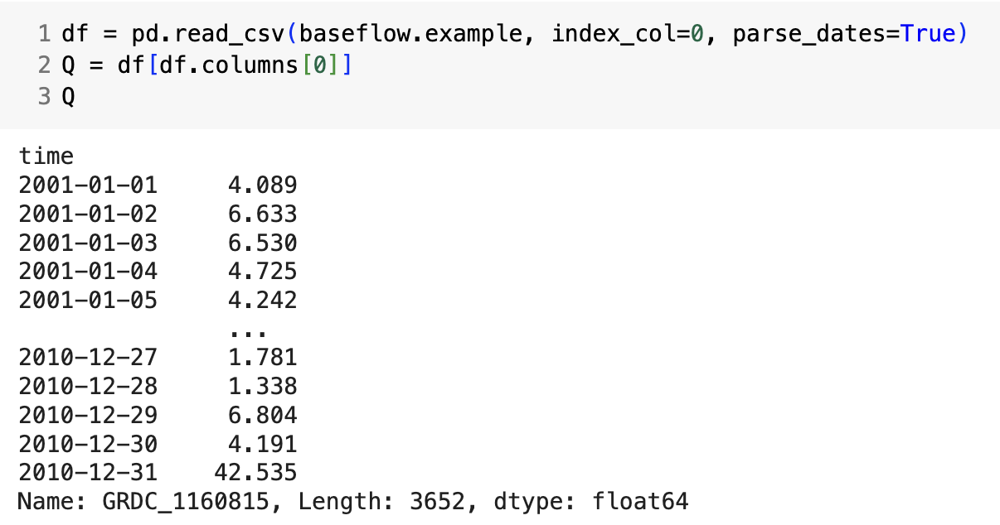 1 df = pd.read_csv(baseflow.example, index_col=0, parse_dates=True)
2 Q = df[df.columns[0]]
3 Q
time
2001-01-01     4.089
2001-01-02     6.633
2001-01-03     6.530
2001-01-04     4.725
2001-01-05     4.242
...
2010-12-27     1.781
2010-12-28     1.338
2010-12-29     6.804
2010-12-30     4.191
2010-12-31    42.535
Name: GRDC_1160815, Length: 3652, dtype: float64